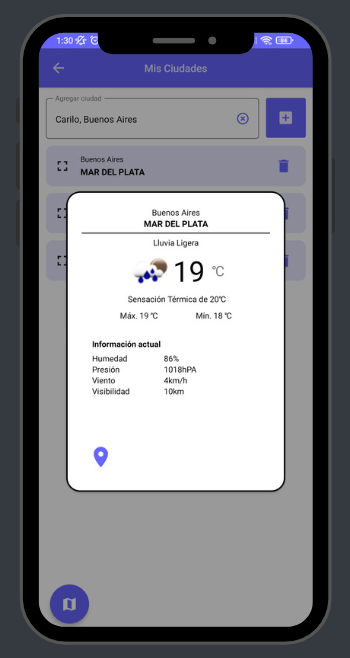 1:30
84
Mis Ciudades
Agregar ciudad
Carilo, Buenos Aires
Buenos Aires
MAR DEL PLATA
Buenos Aires
MAR DEL PLATA
Lluvia Ligera
19 °C
Sensación Térmica de 20°C
Máx. 19 °C Mín. 18 °C
Información actual
Humedad 86%
Presión 1018hPA
Viento 4km/h
Visibilidad 10km